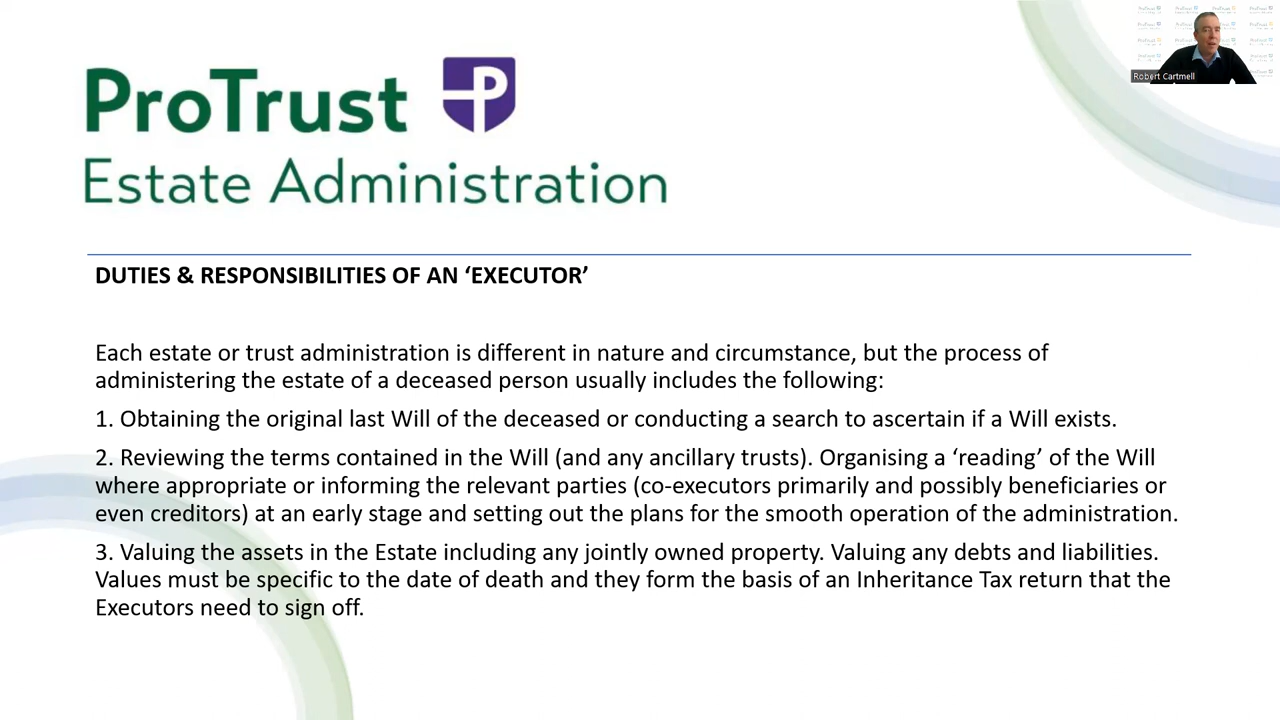 Robert Cartmell
ProTrust
Estate Administration
DUTIES & RESPONSIBILITIES OF AN ‘EXECUTOR’
Each estate or trust administration is different in nature and circumstance, but the process of
administering the estate of a deceased person usually includes the following:
1. Obtaining the original last Will of the deceased or conducting a search to ascertain if a Will exists.
2. Reviewing the terms contained in the Will (and any ancillary trusts). Organising a ‘reading’ of the Will
where appropriate or informing the relevant parties (co-executors primarily and possibly beneficiaries or
even creditors) at an early stage and setting out the plans for the smooth operation of the administration.
3. Valuing the assets in the Estate including any jointly owned property. Valuing any debts and liabilities.
Values must be specific to the date of death and they form the basis of an Inheritance Tax return that the
Executors need to sign off.